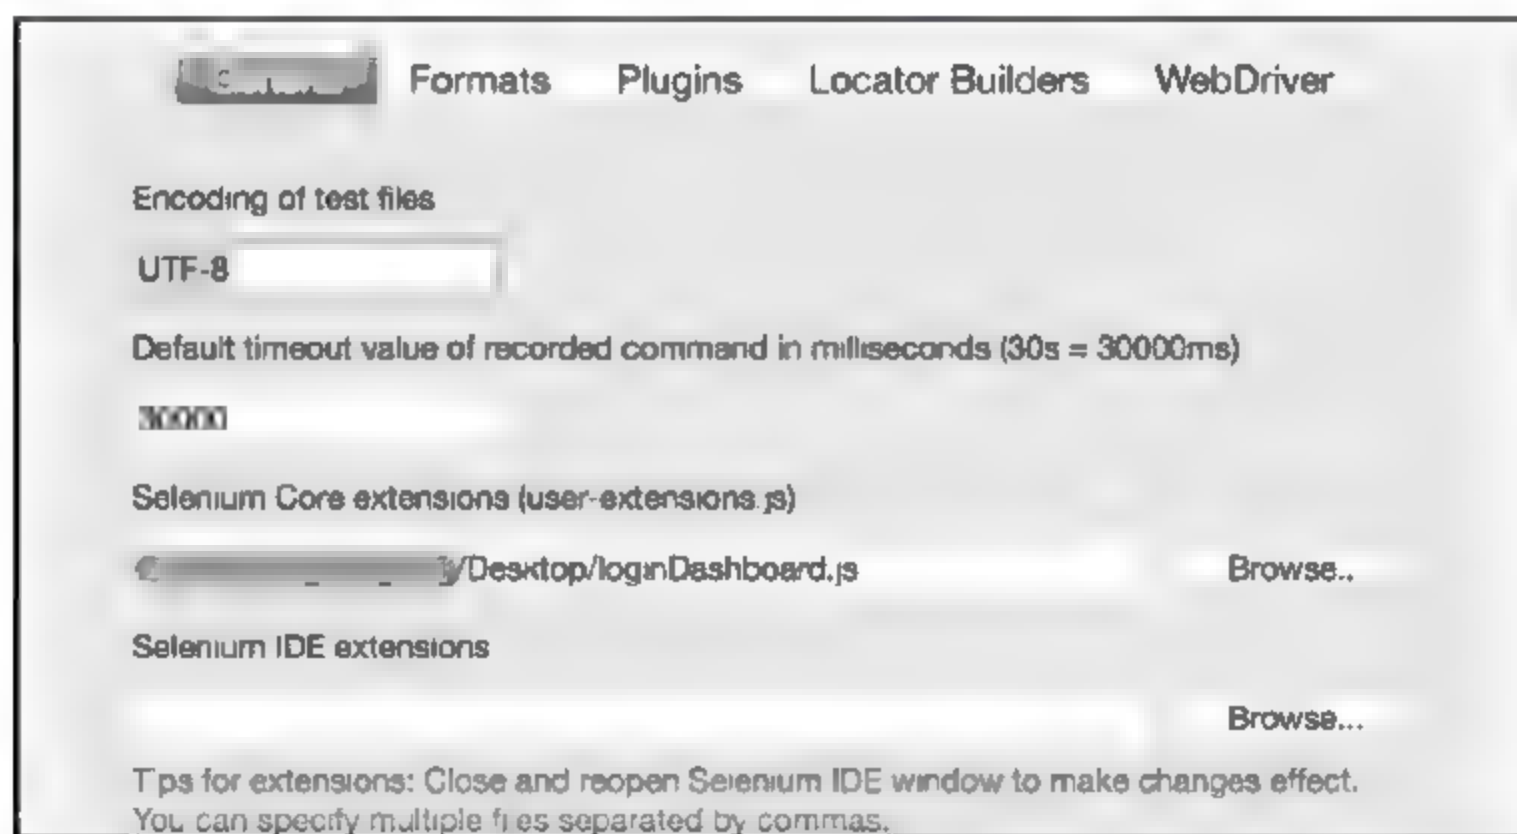 Formats Plugins Locator Builders WebDriver
Encoding of test files
UTF-8
Default timeout value of recorded command in milliseconds (30s = 30000ms)
30000
Selenium Core extensions (user-extensions.js)
/Desktop/loginDashboard.js Browse..
Selenium IDE extensions
Browse...
Tips for extensions: Close and reopen Selenium IDE window to make changes effect.
You can specify multiple files separated by commas.